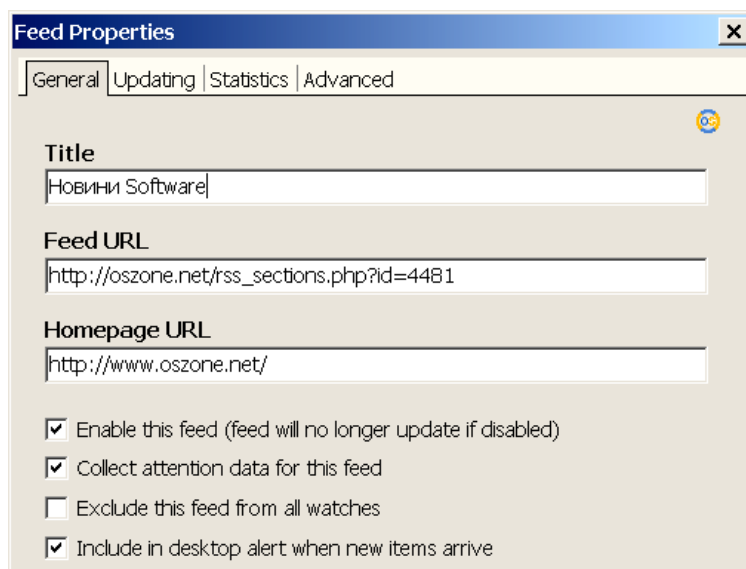 Feed Properties
General Updating Statistics Advanced
Title
Новини Software
Feed URL
http://oszone.net/rss_sections.php?id=4481
Homepage URL
http://www.oszone.net/
Enable this feed (feed will no longer update if disabled)
Collect attention data for this feed
Exclude this feed from all watches
Include in desktop alert when new items arrive